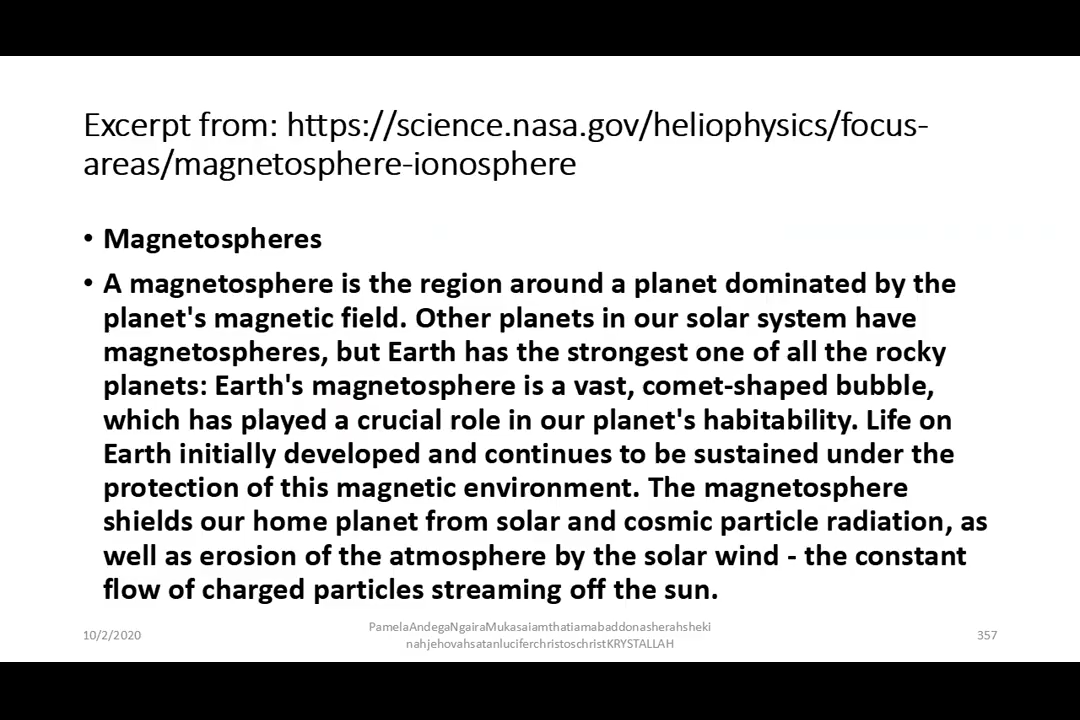 Excerpt from: https://science.nasa.gov/heliophysics/focus-
areas/magnetosphere-ionosphere
• Magnetospheres
• A magnetosphere is the region around a planet dominated by the
planet's magnetic field. Other planets in our solar system have
magnetospheres, but Earth has the strongest one of all the rocky
planets: Earth's magnetosphere is a vast, comet-shaped bubble,
which has played a crucial role in our planet's habitability. Life on
Earth initially developed and continues to be sustained under the
protection of this magnetic environment. The magnetosphere
shields our home planet from solar and cosmic particle radiation, as
well as erosion of the atmosphere by the solar wind - the constant
flow of charged particles streaming off the sun.
10/2/2020
PamelaAndegaNgairaMukasaiamthatiamabaddonasherahsheki
nahjehovahsatanluciferchristoschristKRYSTALLAH
357